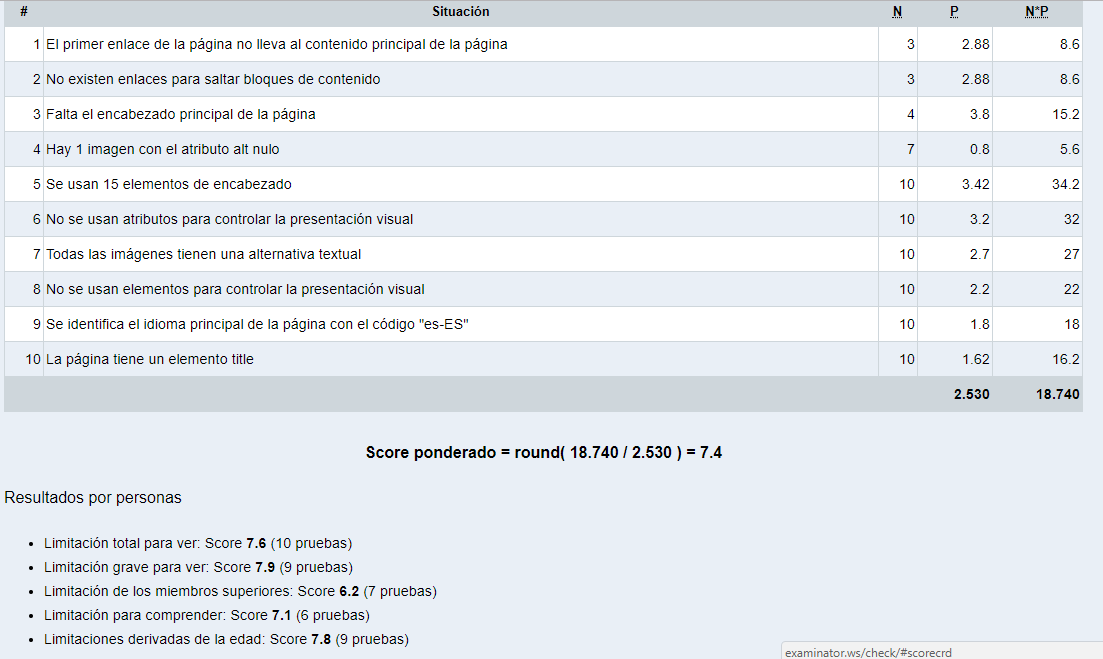 # Situación N P N*P
1 El primer enlace de la página no lleva al contenido principal de la página 3 2.88 8.6
2 No existen enlaces para saltar bloques de contenido 3 2.88 8.6
3 Falta el encabezado principal de la página 4 3.8 15.2
4 Hay 1 imagen con el atributo alt nulo 7 0.8 5.6
5 Se usan 15 elementos de encabezado 10 3.42 34.2
6 No se usan atributos para controlar la presentación visual 10 3.2 32
7 Todas las imágenes tienen una alternativa textual 10 2.7 27
8 No se usan elementos para controlar la presentación visual 10 2.2 22
9 Se identifica el idioma principal de la página con el código "es-ES" 10 1.8 18
10 La página tiene un elemento title 10 1.62 16.2
2.530 18.740
Score ponderado = round( 18.740 / 2.530 ) = 7.4
Resultados por personas
• Limitación total para ver: Score 7.6 (10 pruebas)
• Limitación grave para ver: Score 7.9 (9 pruebas)
• Limitación de los miembros superiores: Score 6.2 (7 pruebas)
• Limitación para comprender: Score 7.1 (6 pruebas)
• Limitaciones derivadas de la edad: Score 7.8 (9 pruebas)
examinator.ws/check/#scorecrd